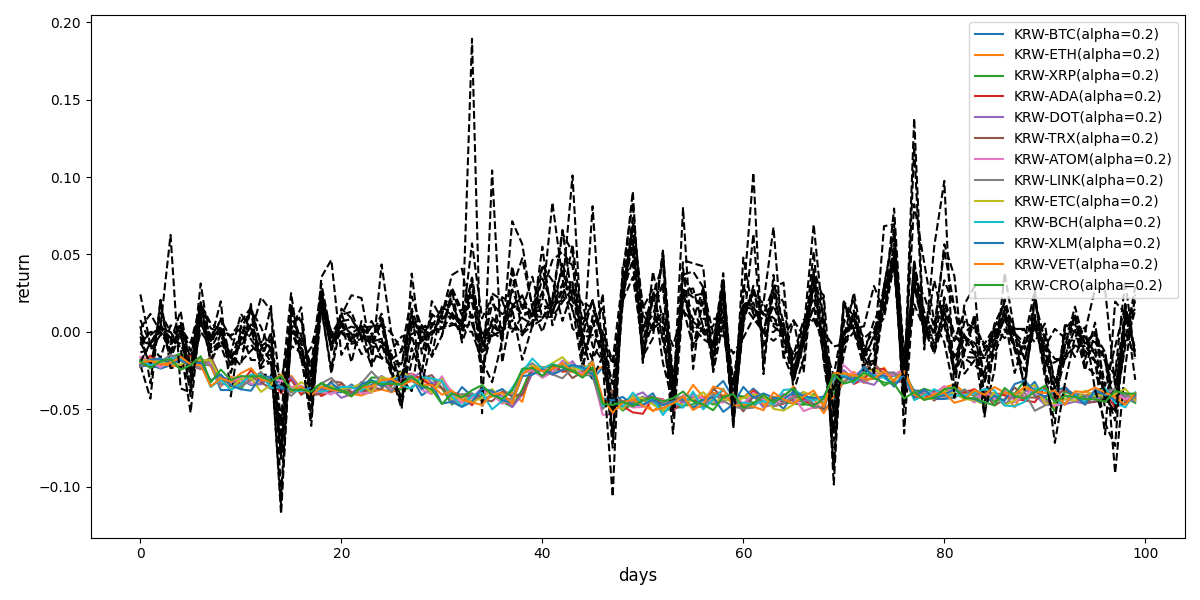 0.20
0.15
0.10
0.05
0.00
−0.05
−0.10
return
0 20 40 60 80 100
days
KRW-BTC(alpha=0.2)
KRW-ETH(alpha=0.2)
KRW-XRP(alpha=0.2)
KRW-ADA(alpha=0.2)
KRW-DOT(alpha=0.2)
KRW-TRX(alpha=0.2)
KRW-ATOM(alpha=0.2)
KRW-LINK(alpha=0.2)
KRW-ETC(alpha=0.2)
KRW-BCH(alpha=0.2)
KRW-XLM(alpha=0.2)
KRW-VET(alpha=0.2)
KRW-CRO(alpha=0.2)